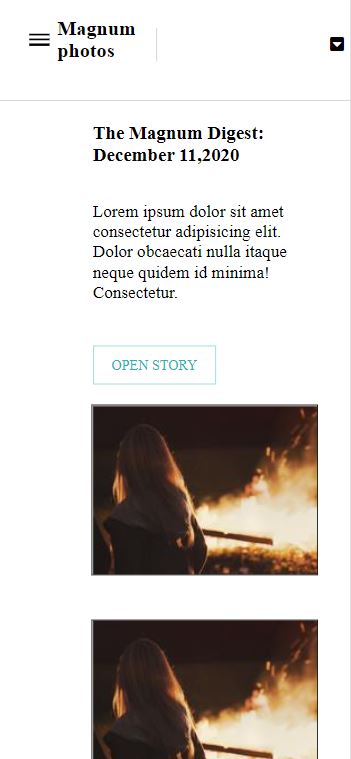 Magnum
photos
The Magnum Digest:
December 11,2020
Lorem ipsum dolor sit amet
consectetur adipisicing elit.
Dolor obcaecati nulla itaque
neque quidem id minima!
Consectetur.
OPEN STORY